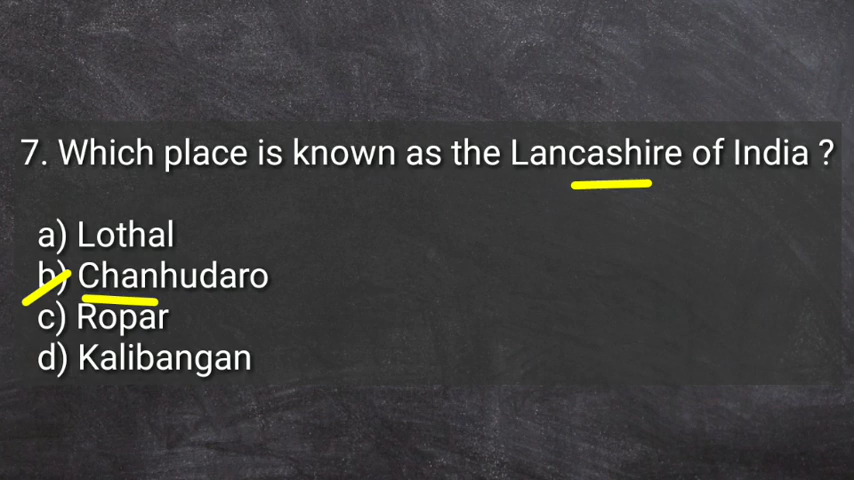 7. Which place is known as the Lancashire of India ?
a) Lothal
b) Chanhudaro
c) Ropar
d) Kalibangan